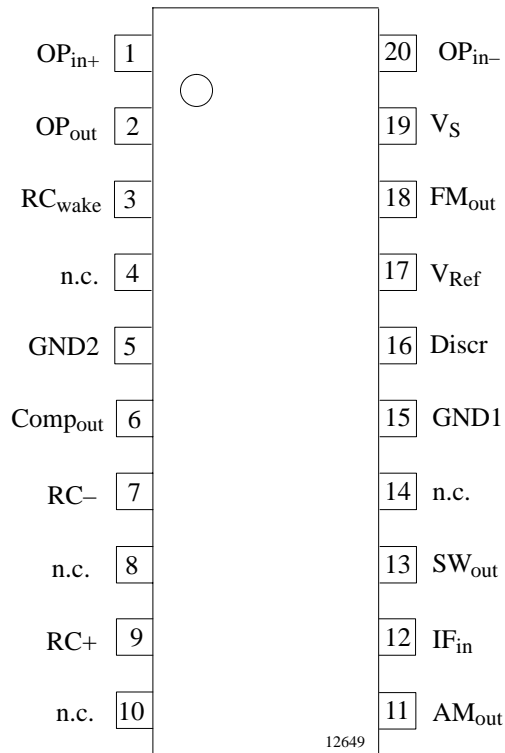 OPin+ 1 20 OPin–
OPout 2 19 VS
RCwake 3 18 FMout
n.c. 4 17 VRef
GND2 5 16 Discr
Compout 6 15 GND1
RC– 7 14 n.c.
n.c. 8 13 SWout
RC+ 9 12 IFin
n.c. 10 11 AMout
12649